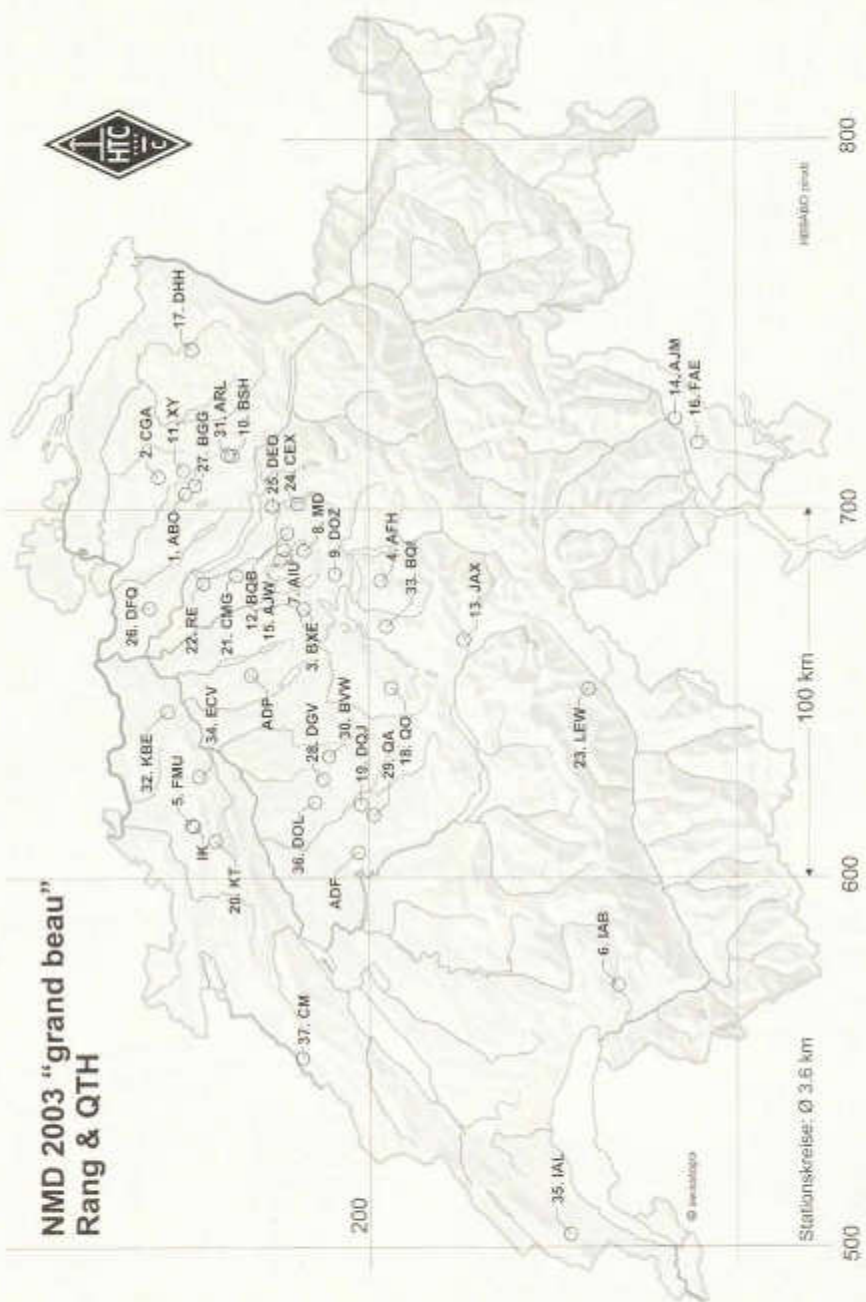 NMD 2003 "grand beau"
Rang & QTH
HTC
C
2. CGA
11. XY
27. BGG
31. ARL
10. BSH
17. DHH
1. ABO
25. DEO
24. CEX
8. MD
9. DOZ
26. DFQ
22. RE
21. CMG
12. BQB
15. AJW
7. AIU
3. BXE
4. AFH
33. BQI
13. JAX
32. KBE
5. FMU
34. ECV
ADP
28. DGV
30. BVW
19. DQJ
29. QA
18. QO
36. DOL
ADF
IK
20. KT
37. CM
23. LEW
14. AJM
16. FAE
6. IAB
35. IAL
200
100 km
500
600
700
800
Stationskreise: Ø 3.6 km
© swisstopo